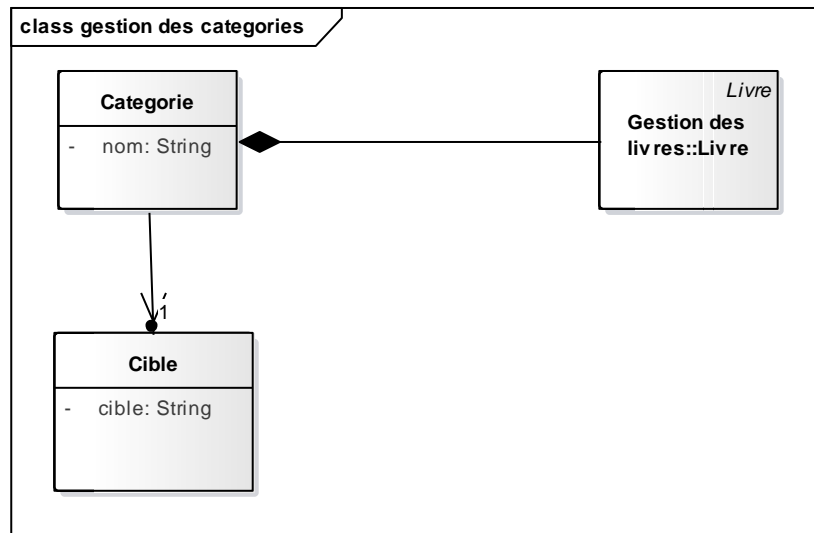 class gestion des categories
Categorie
- nom: String
Livre
Gestion des
livres::Livre
1
Cible
- cible: String